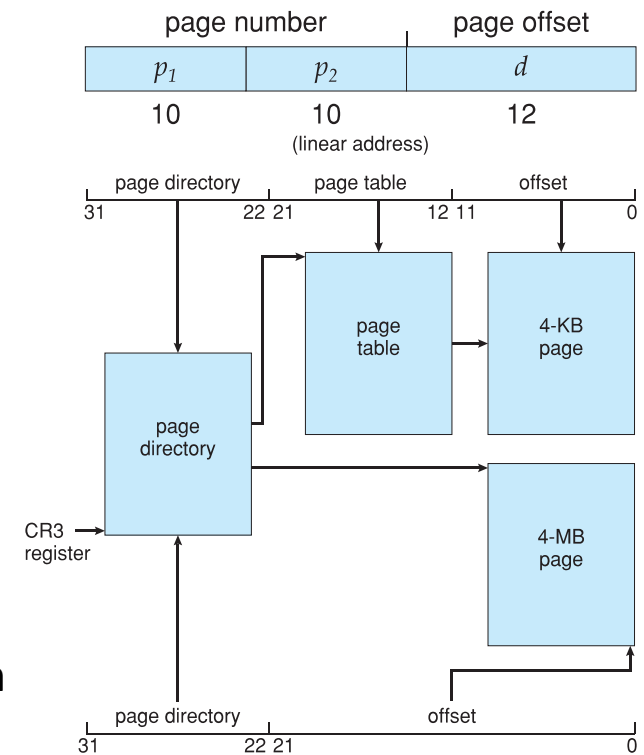 page number page offset
p1 p2 d
10 10 12
(linear address)
page directory page table offset
31 22 21 12 11 0
page
table
4-KB
page
page
directory
CR3
register
4-MB
page
n
page directory offset
31 22 21 0